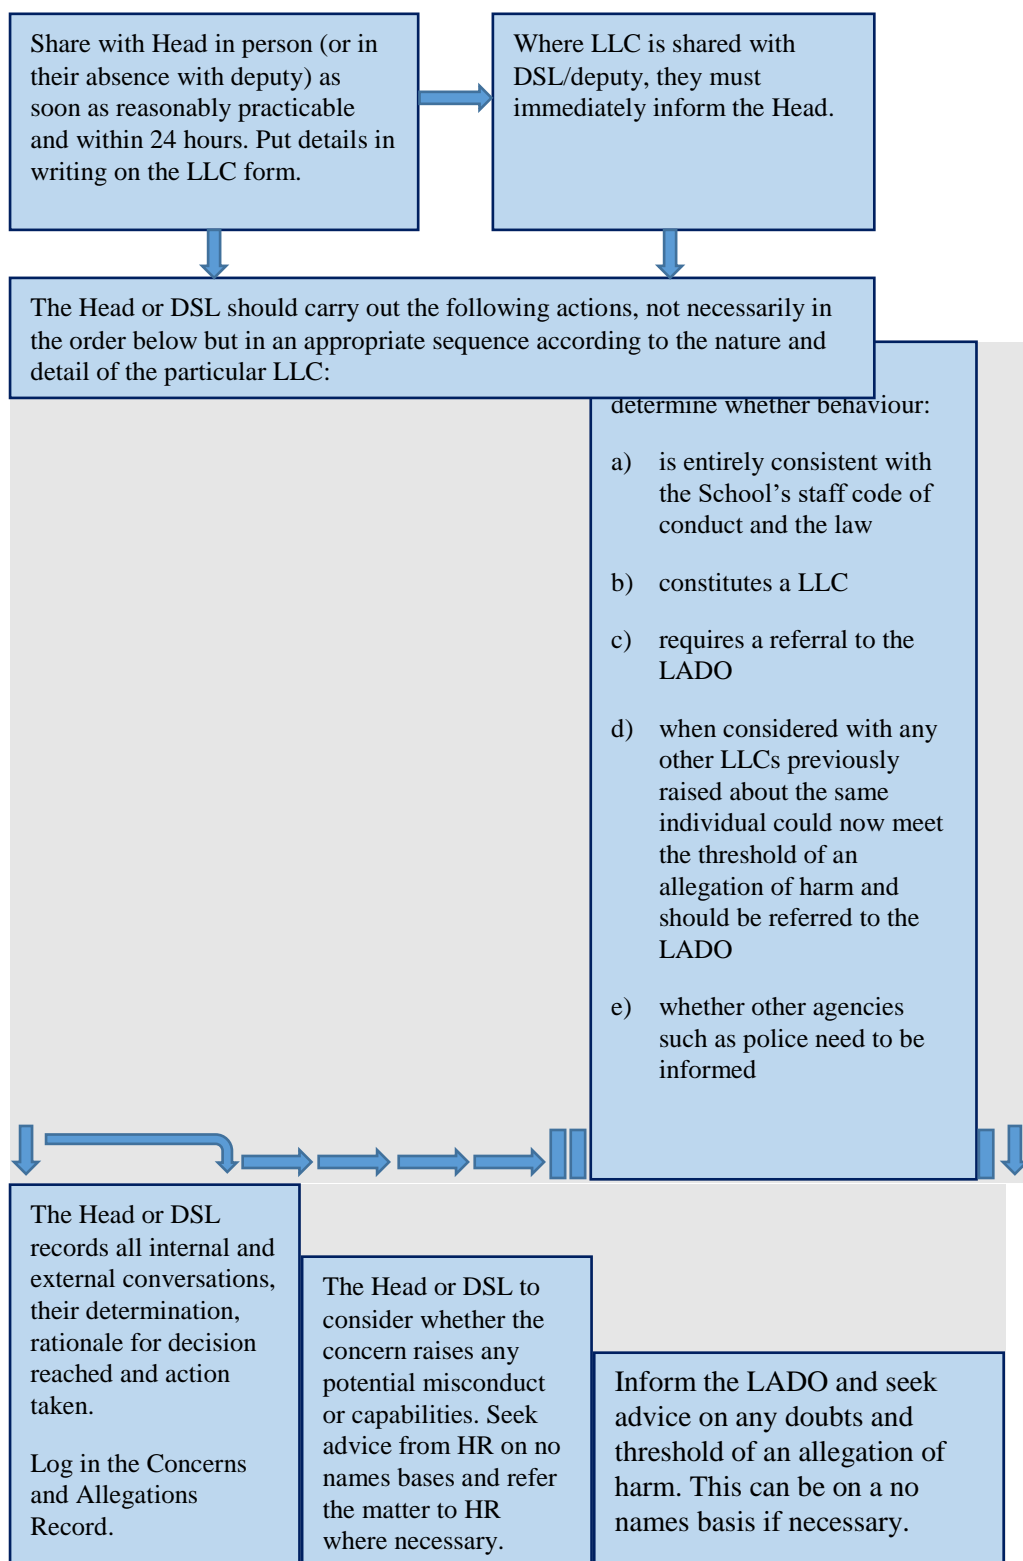 Share with Head in person (or in
their absence with deputy) as
soon as reasonably practicable
and within 24 hours. Put details in
writing on the LLC form.
Where LLC is shared with
DSL/deputy, they must
immediately inform the Head.
The Head or DSL should carry out the following actions, not necessarily in
the order below but in an appropriate sequence according to the nature and
detail of the particular LLC:
determine whether behaviour:
a) is entirely consistent with
the School’s staff code of
conduct and the law
b) constitutes a LLC
c) requires a referral to the
LADO
d) when considered with any
other LLCs previously
raised about the same
individual could now meet
the threshold of an
allegation of harm and
should be referred to the
LADO
e) whether other agencies
such as police need to be
informed
The Head or DSL
records all internal and
external conversations,
their determination,
rationale for decision
reached and action
taken.
Log in the Concerns
and Allegations
Record.
The Head or DSL to
consider whether the
concern raises any
potential misconduct
or capabilities. Seek
advice from HR on no
names bases and refer
the matter to HR
where necessary.
Inform the LADO and seek
advice on any doubts and
threshold of an allegation of
harm. This can be on a no
names basis if necessary.